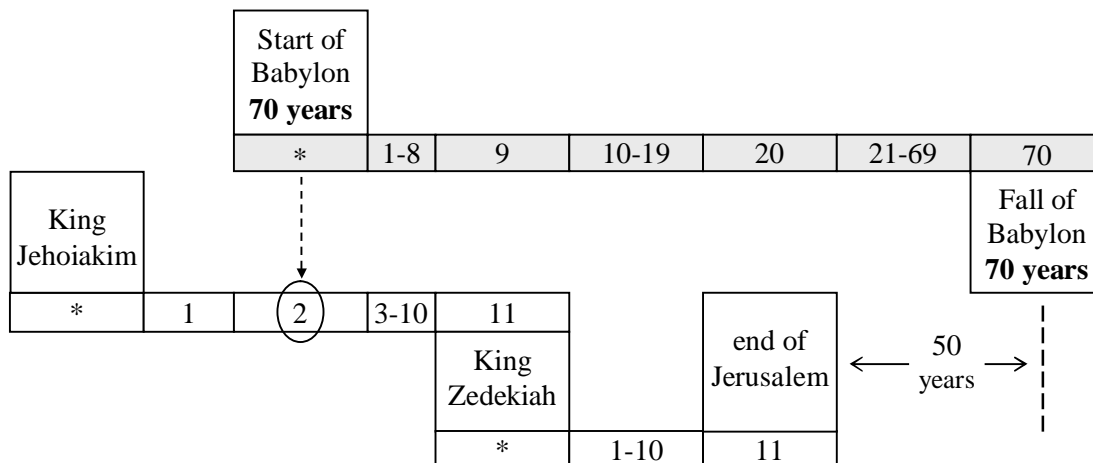 Start of
Babylon
70 years
* 1-8 9 10-19 20 21-69 70
King
Jehoiakim
Fall of
Babylon
70 years
* 1 2 3-10 11
King
Zedekiah
end of
Jerusalem
50
years
* 1-10 11